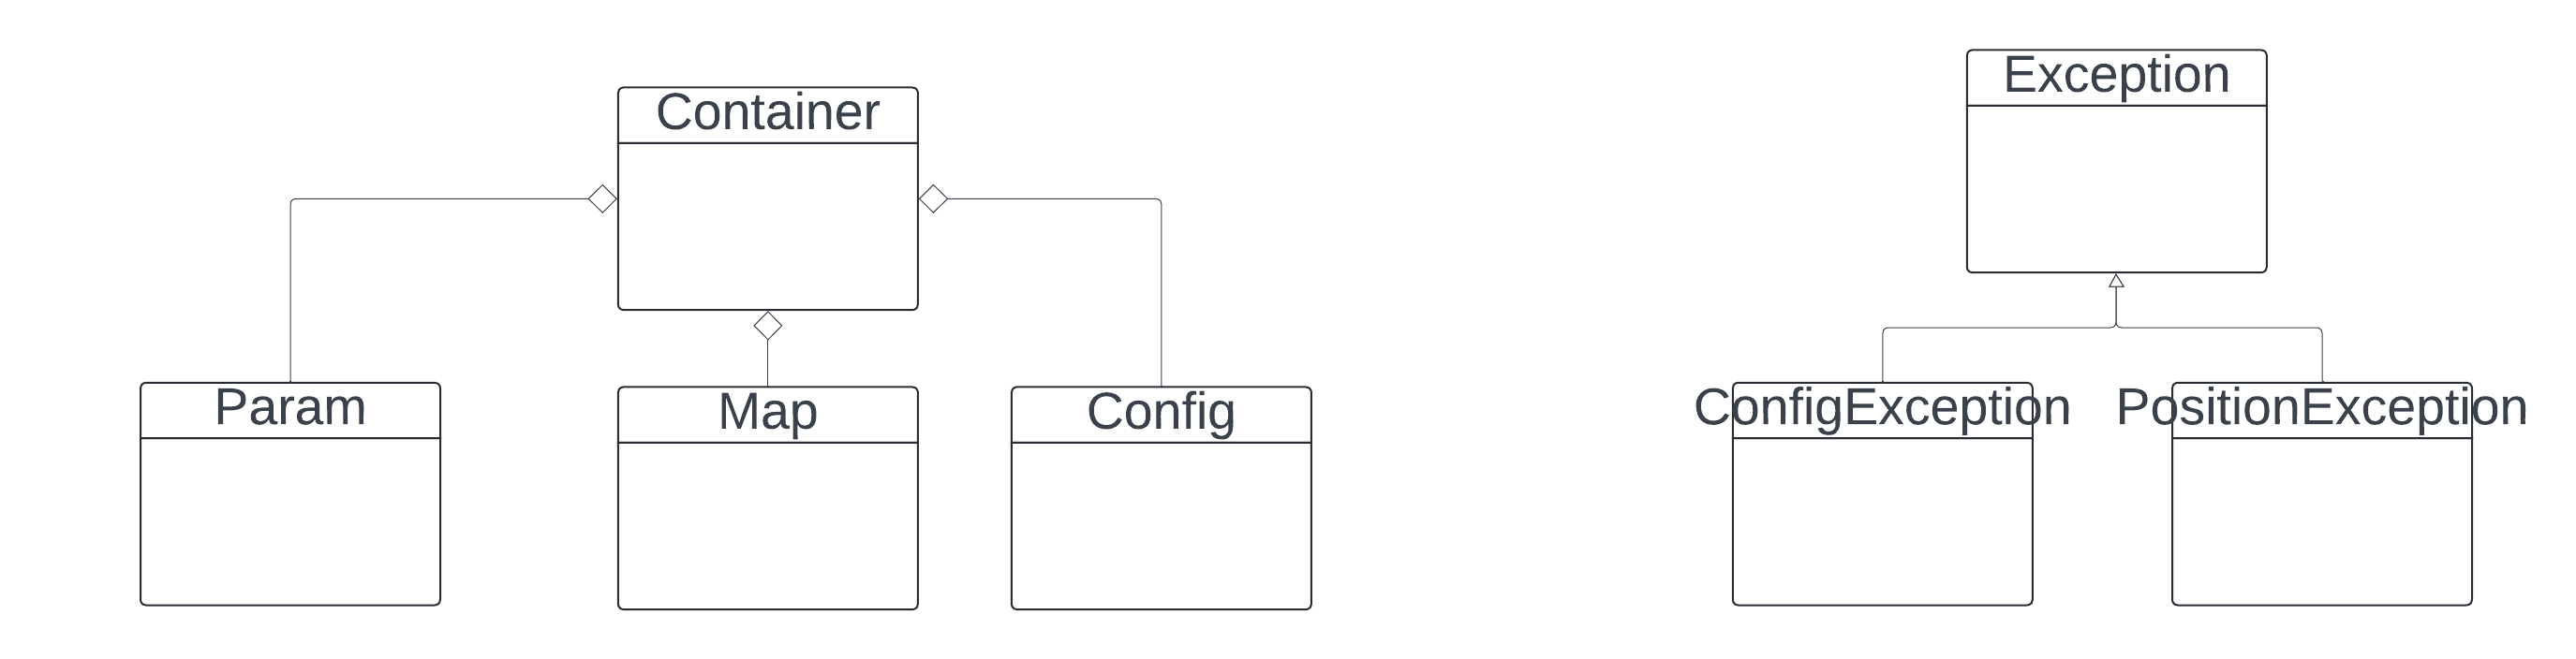 Container
Param
Map
Config
Exception
ConfigException
PositionException